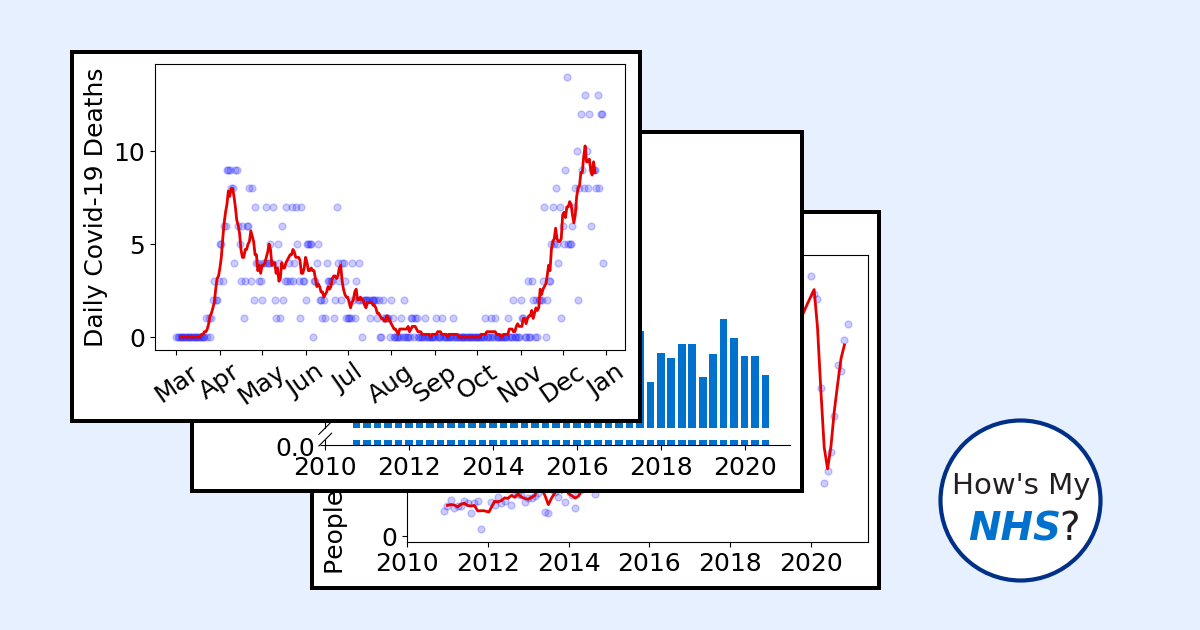 Daily Covid-19 Deaths
10
5
0
Mar Apr May Jun Jul Aug Sep Oct Nov Dec Jan
0.0
2010 2012 2014 2016 2018 2020
People
0
2010 2012 2014 2016 2018 2020
How's My
NHS?